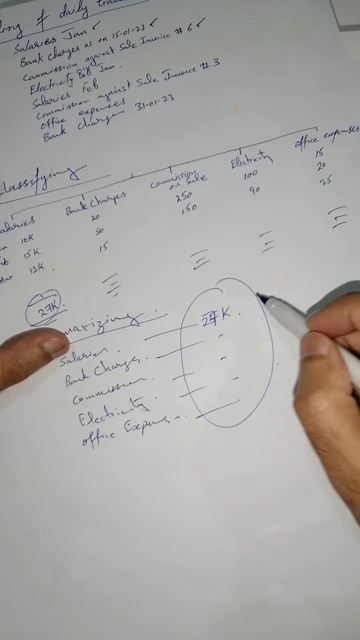 of daily
Salaries Jan ✓
Bank Charges as on 15-01-23 ✓
Commission against Sale Invoice # 6 ✓
Electricity Bill Jan
Salaries Feb
Commission against Sale Invoice # 3
Office expenses
Bank Charges 31-01-23
Classifying
Salaries Bank Charges Commission on Sale Electricity office expenses
10K 20 250 100 15
15K 50 150 90 20
12K 15 25
27K
Salaries 27K
Bank Charges
Commission
Electricity
office Expenses